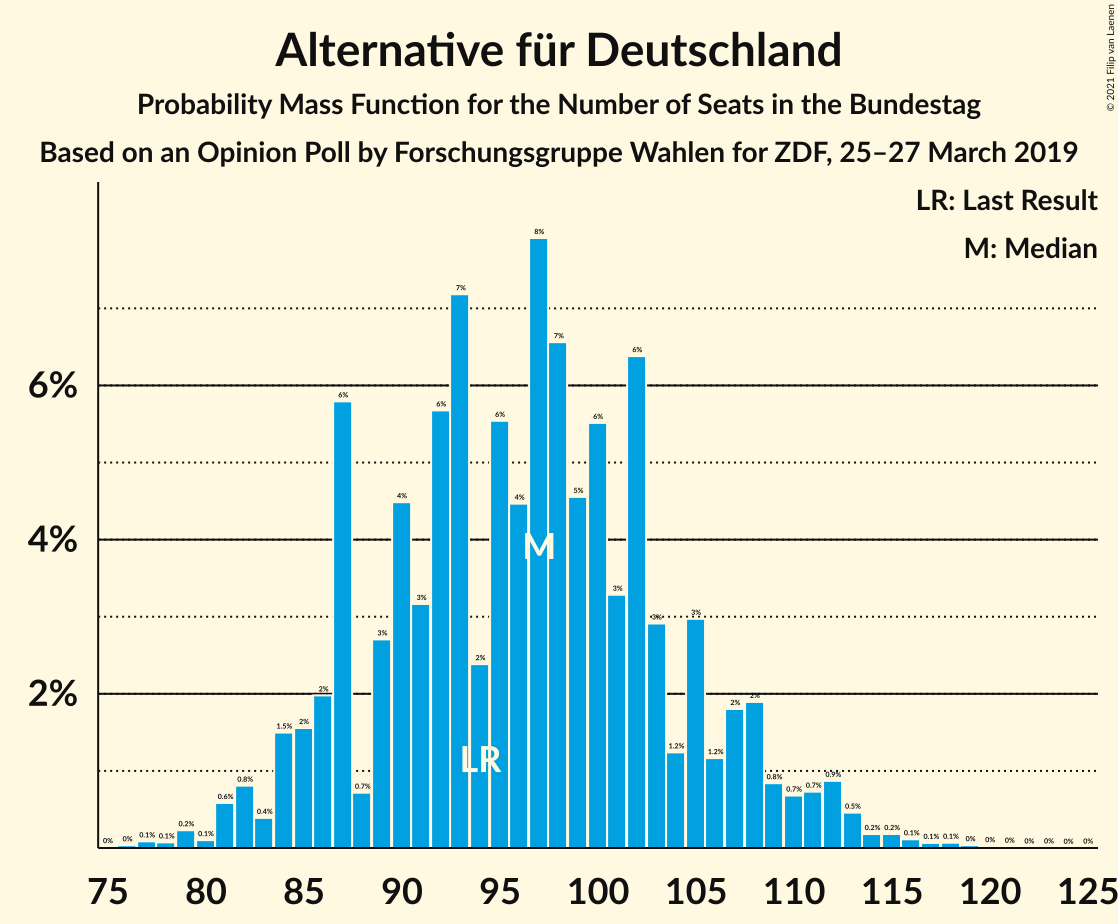 Alternative für Deutschland
Probability Mass Function for the Number of Seats in the Bundestag
Based on an Opinion Poll by Forschungsgruppe Wahlen for ZDF, 25–27 March 2019
© 2021 Filip van Laenen
LR: Last Result
M: Median
6%
4%
2%
0% 0% 0.1% 0.1% 0.2% 0.1% 0.6% 0.8% 0.4% 1.5% 2% 2% 6% 0.7% 3% 4% 3% 6% 7% 2% 6% 4% 8% 7% 5% 6% 3% 6% 3% 1.2% 3% 1.2% 2% 2% 0.8% 0.7% 0.7% 0.9% 0.5% 0.2% 0.2% 0.1% 0.1% 0.1% 0% 0% 0% 0% 0% 0% 0%
M
LR
75 80 85 90 95 100 105 110 115 120 125